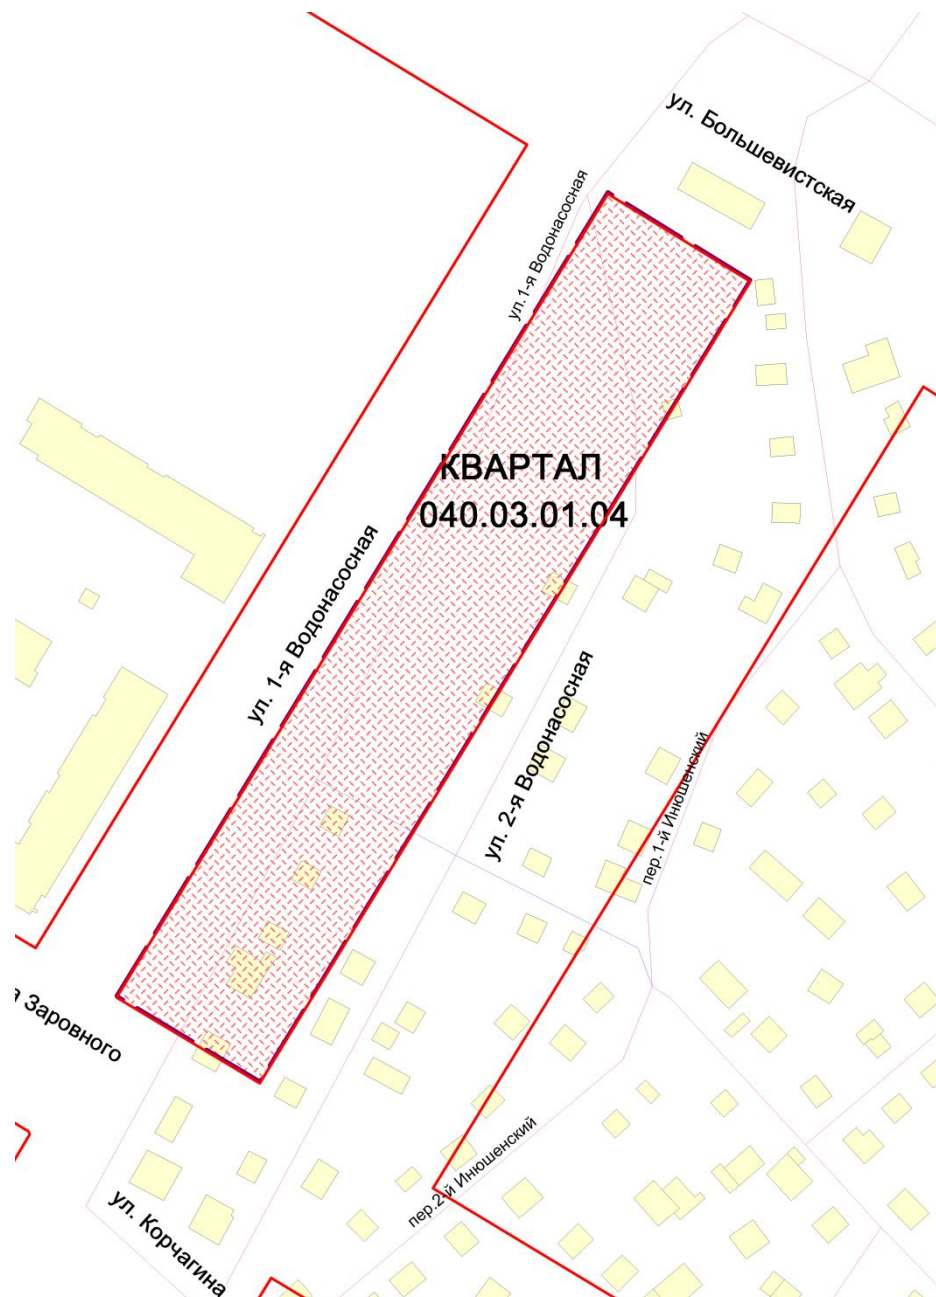 ул. Большевистская
ул.1-я Водонасосная
КВАРТАЛ
040.03.01.04
ул. 1-я Водонасосная
ул. 2-я Водонасосная
пер. 1-й Инюшенский
Заровного
пер.2-й Инюшенский
ул. Корчагина